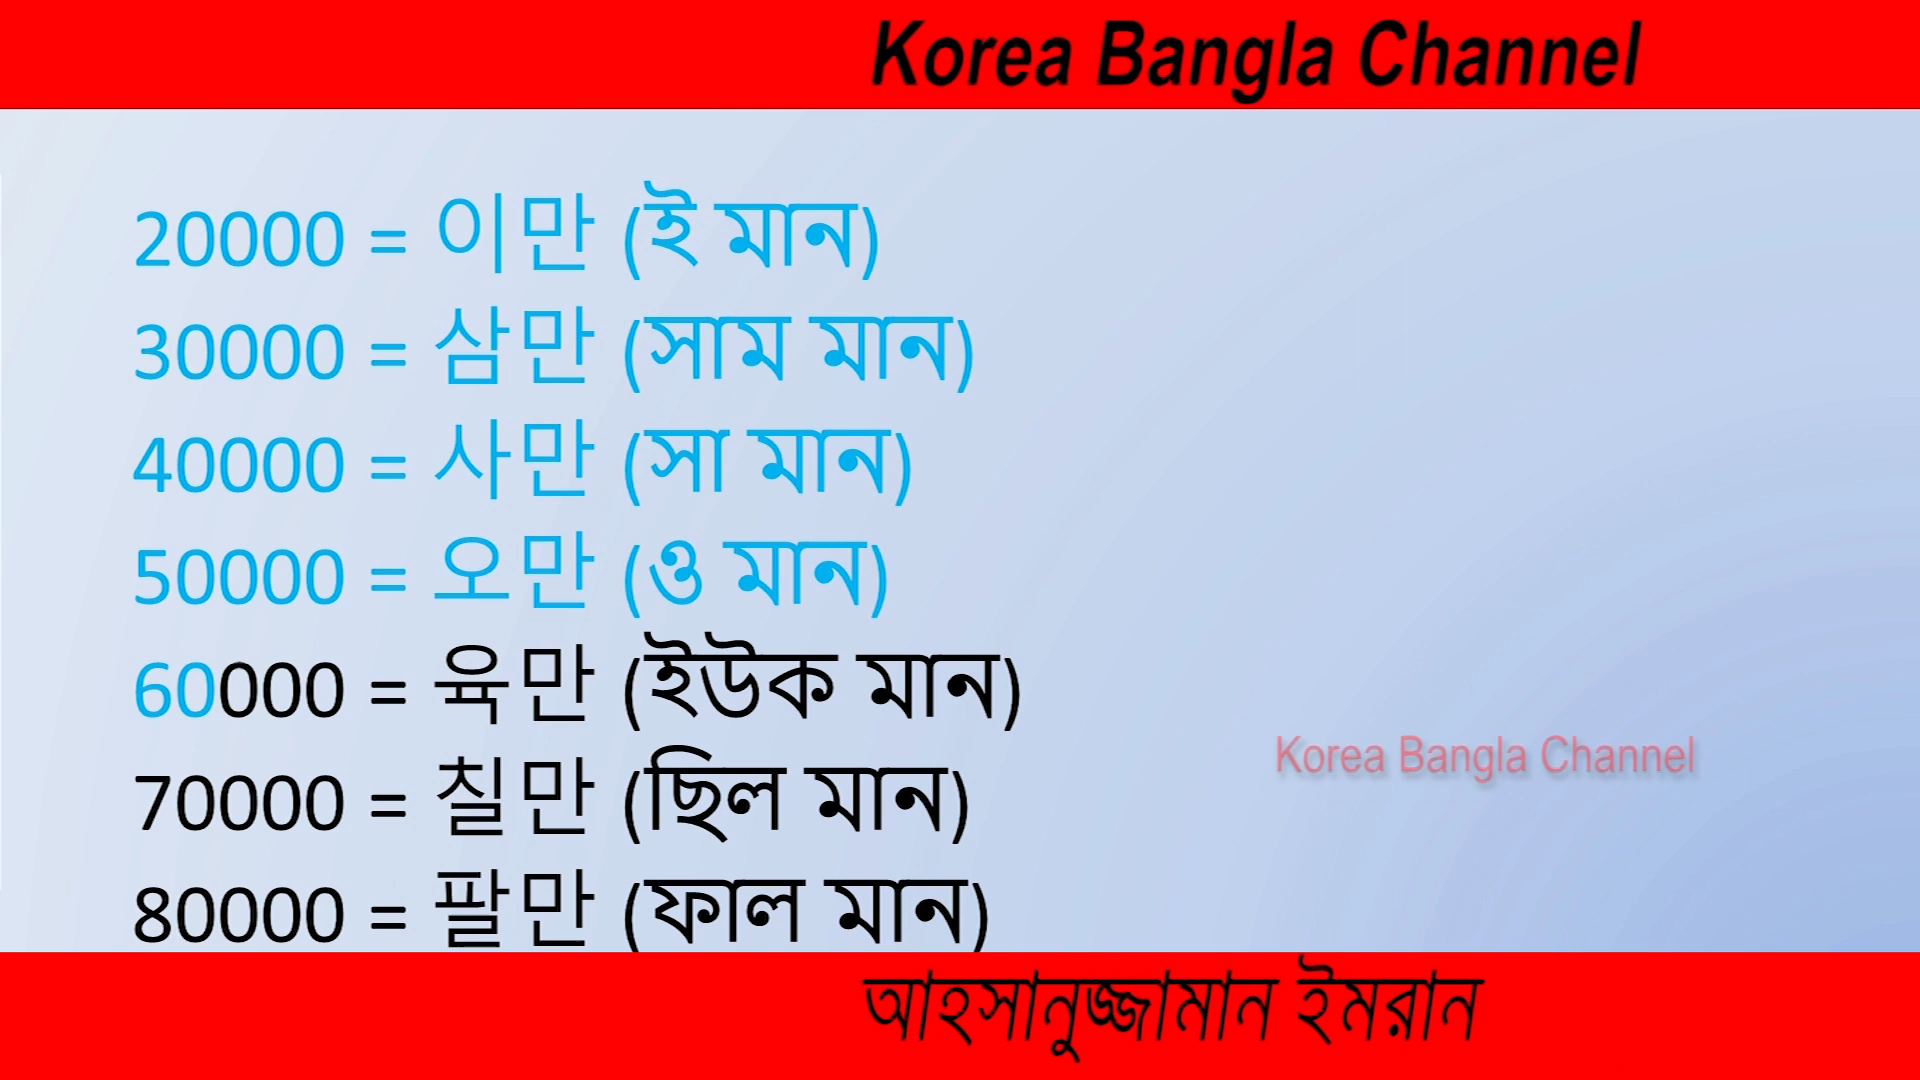 Korea Bangla Channel
20000 = 이만 (ই মান)
30000 = 삼만 (সাম মান)
40000 = 사만 (সা মান)
50000 = 오만 (ও মান)
60000 = 육만 (ইউক মান)
70000 = 칠만 (ছিল মান)
Korea Bangla Channel
80000 = 팔만 (ফাল মান)
আহসানুজ্জামান ইমরান